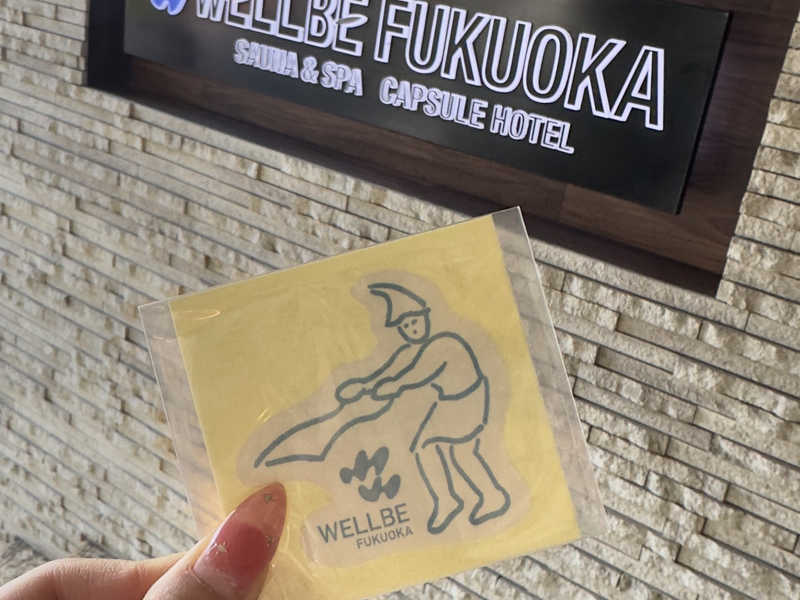 WELLBE FUKUOKA
SAUNA & SPA CAPSULE HOTEL
WELLBE
FUKUOKA